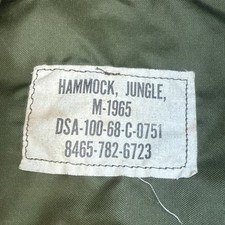 HAMMOCK, JUNGLE,
M-1965
DSA-100-68-C-0751
8465-782-6723